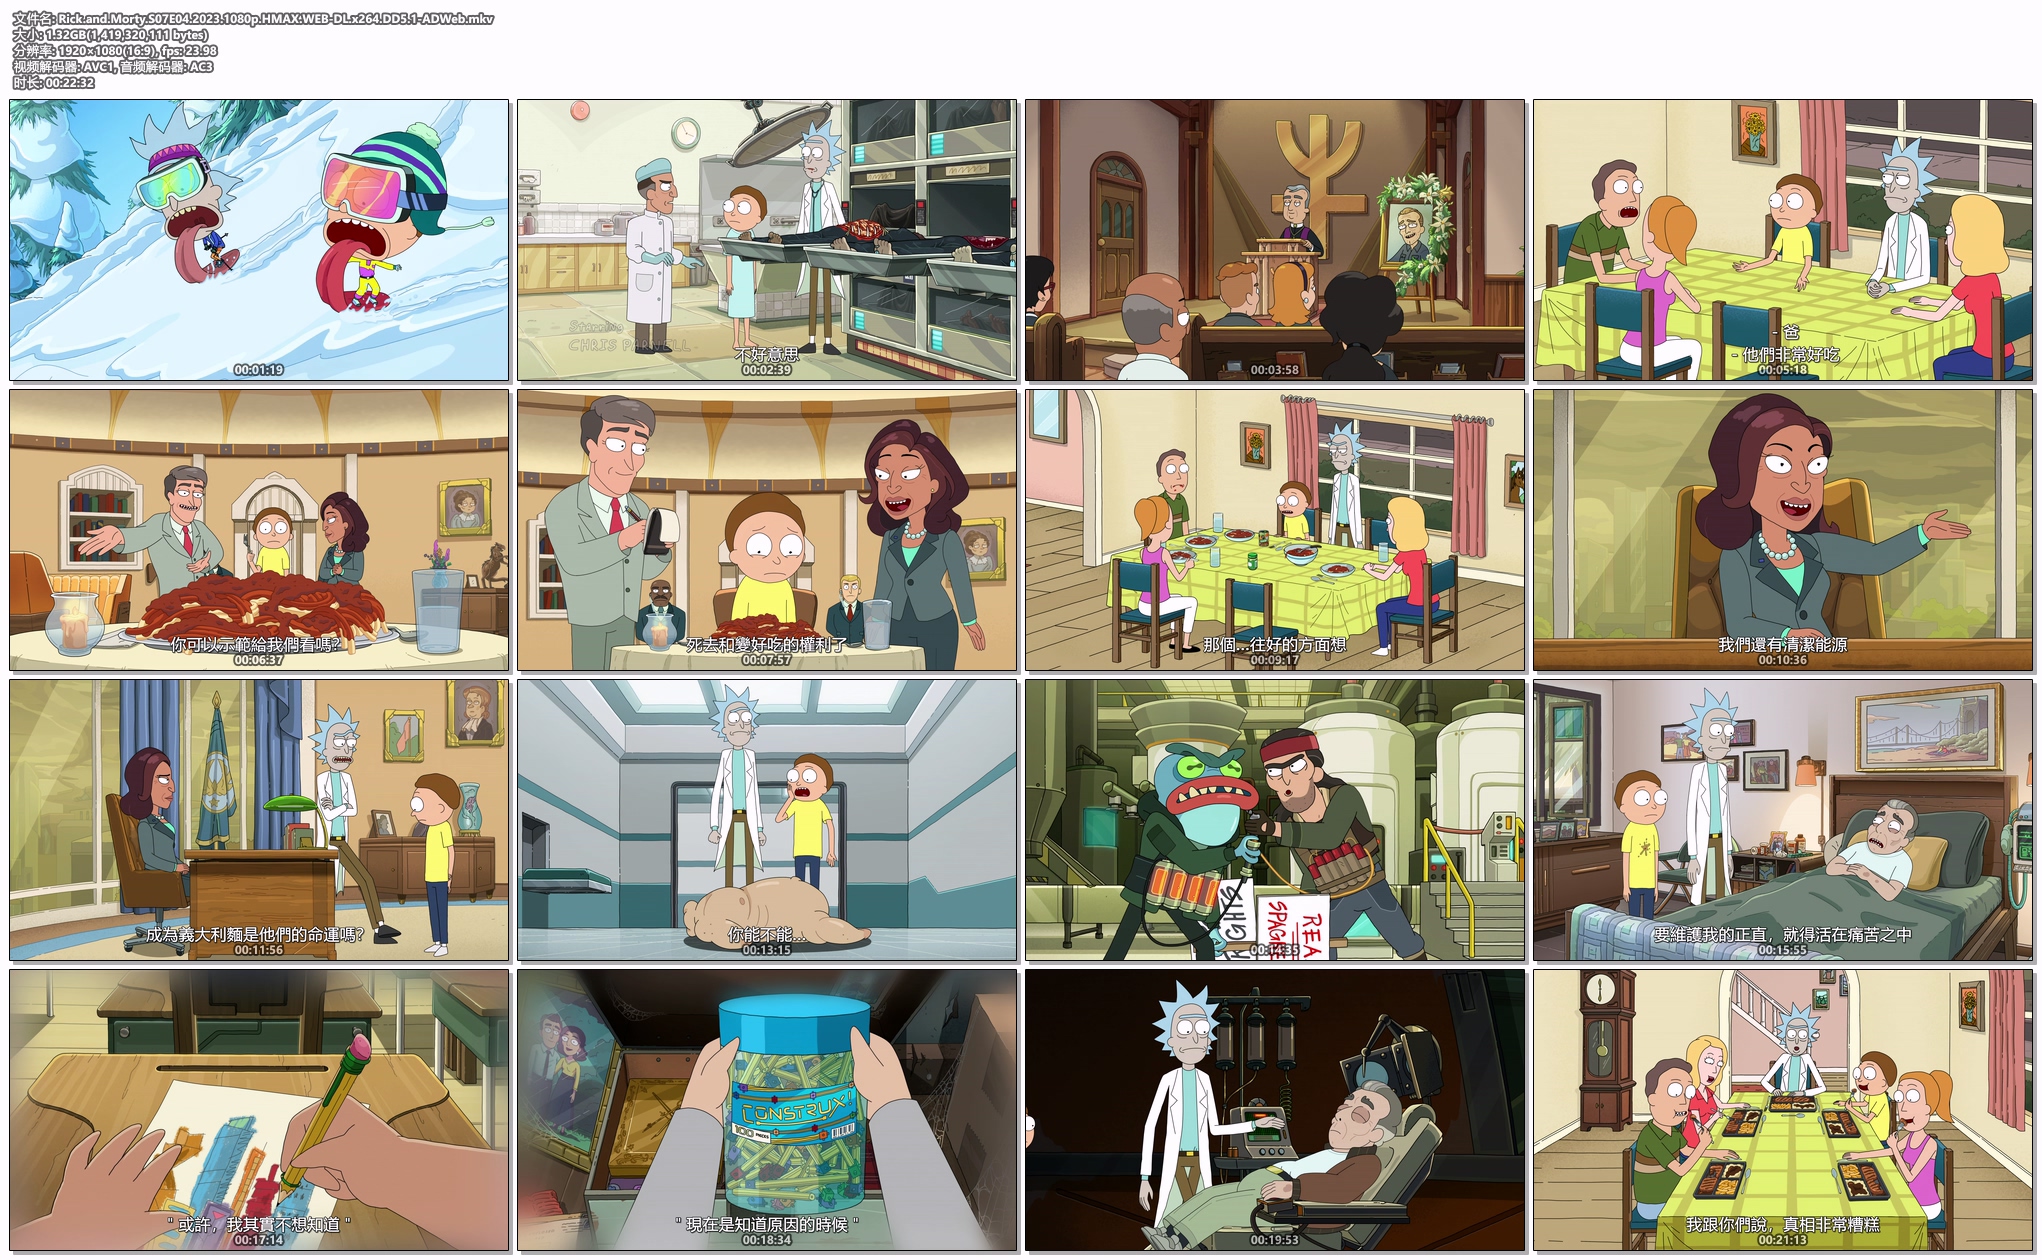 文件名: Rick.and.Morty.S07E04.2023.1080p.HMAX.WEB-DL.x264.DD5.1-ADWeb.mkv
大小: 1.32GB(1,419,320,111 bytes)
分辨率: 1920×1080(16:9), fps: 23.98
视频解码器: AVC1, 音频解码器: AC3
时长: 00:22:32
00:01:19
Starring
CHRIS PARNELL
不好意思
00:02:39
00:03:58
- 爸
- 他們非常好吃
00:05:18
你可以示範給我們看嗎?
00:06:37
死去和變好吃的權利了
00:07:57
那個...往好的方面想
00:09:17
我們還有清潔能源
00:10:36
成為義大利麵是他們的命運嗎?
00:11:56
你能不能...
00:13:15
GHTS
REA
SPAGE
00:14:35
要維護我的正直，就得活在痛苦之中
00:15:55
" 或許，我其實不想知道 "
00:17:14
CONSTRUX!
100 PIECES
" 現在是知道原因的時候 "
00:18:34
00:19:53
我跟你們說，真相非常糟糕
00:21:13